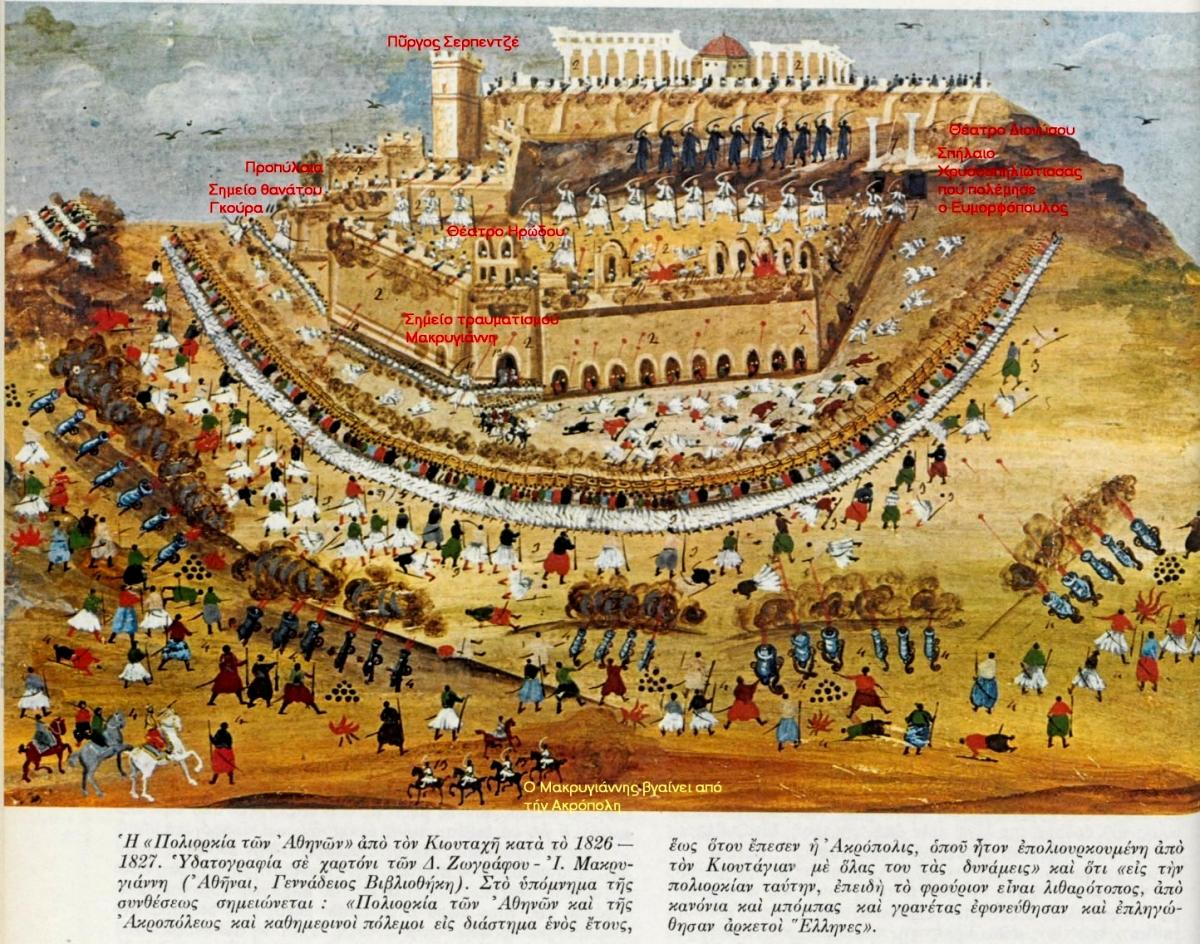 Πῦργος Σερπεντζέ
Θέατρο Διονύσου
Προπύλαια
Σπήλαιο
Χρυσοσπηλιώτισσας
που πολέμησε
ο Ευμορφόπουλος
Σημείο θανάτου
Γκούρα
Θέατρο Ηρώδου
Σημείο τραυματισμού
Μακρυγιάννη
Ο Μακρυγιάννης βγαίνει από
τήν Ακρόπολη
Ἡ «Πολιορκία τῶν Ἀθηνῶν» ἀπὸ τὸν Κιουταχῆ κατὰ τὸ 1826 —
1827. Ὑδατογραφία σὲ χαρτόνι τῶν Δ. Ζωγράφου - Ἰ. Μακρυ-
γιάννη (Ἀθῆναι, Γεννάδειος Βιβλιοθήκη). Στὸ ὑπόμνημα τῆς
συνθέσεως σημειώνεται : «Πολιορκία τῶν Ἀθηνῶν καὶ τῆς
Ἀκροπόλεως καὶ καθημερινοὶ πόλεμοι εἰς διάστημα ἑνὸς ἔτους,
ἕως ὅτου ἔπεσεν ἡ Ἀκρόπολις, ὁποῦ ἦτον ἐπολιουρκουμένη ἀπὸ
τὸν Κιουτάγιαν μὲ ὅλας του τὰς δυνάμεις» καὶ ὅτι «εἰς τὴν
πολιορκίαν ταύτην, ἐπειδὴ τὸ φρούριον εἶναι λιθαρότοπος, ἀπὸ
κανόνια καὶ μπόμπας καὶ γρανέτας ἐφονεύθησαν καὶ ἐπληγώ-
θησαν ἀρκετοὶ Ἕλληνες».